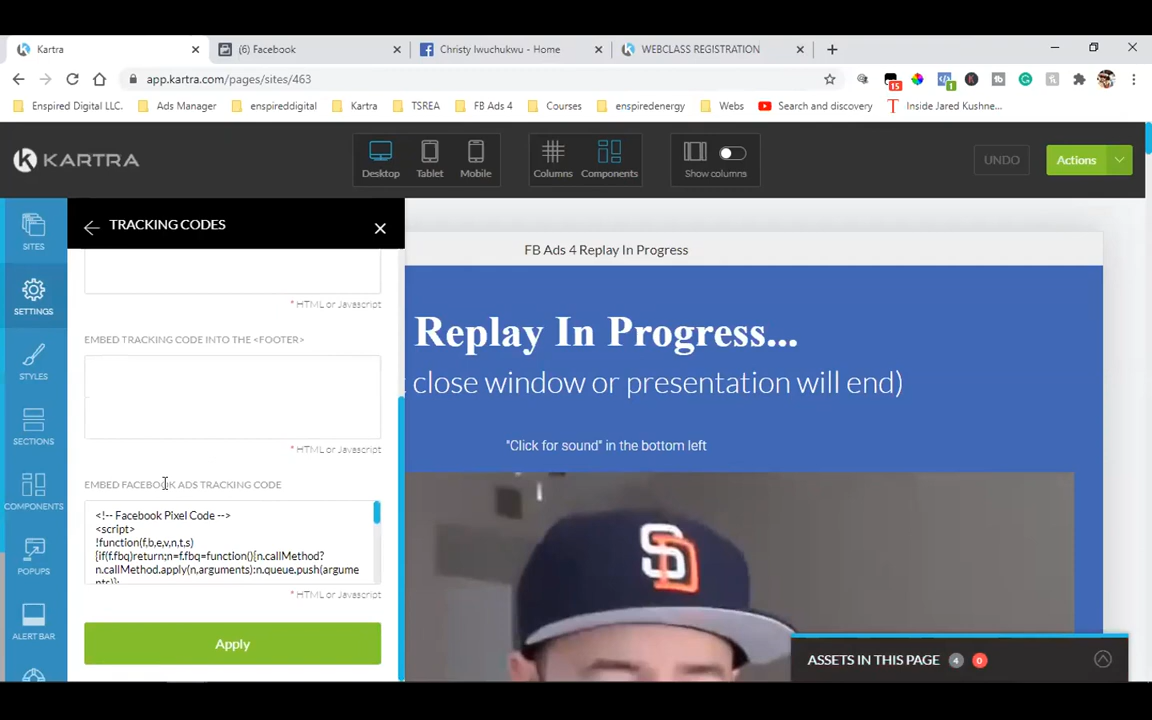 Kartra
(6) Facebook
Christy Iwuchukwu - Home
WEBCLASS REGISTRATION
app.kartra.com/pages/sites/463
15
1
Enspired Digital LLC.
Ads Manager
enspireddigital
Kartra
TSREA
FB Ads 4
Courses
enspiredenergy
Webs
Search and discovery
Inside Jared Kushne...
KARTRA
Desktop
Tablet
Mobile
Columns
Components
Show columns
UNDO
Actions
SITES
SETTINGS
STYLES
SECTIONS
COMPONENTS
POPUPS
ALERT BAR
TRACKING CODES
* HTML or Javascript
EMBED TRACKING CODE INTO THE <FOOTER>
* HTML or Javascript
EMBED FACEBOOK ADS TRACKING CODE
<!-- Facebook Pixel Code -->
<script>
!function(f,b,e,v,n,t,s)
{if(f.fbq)return;n=f.fbq=function(){n.callMethod?
n.callMethod.apply(n,arguments):n.queue.push(argume
nts)};
* HTML or Javascript
Apply
FB Ads 4 Replay In Progress
Replay In Progress...
close window or presentation will end)
"Click for sound" in the bottom left
SD
ASSETS IN THIS PAGE
4
0